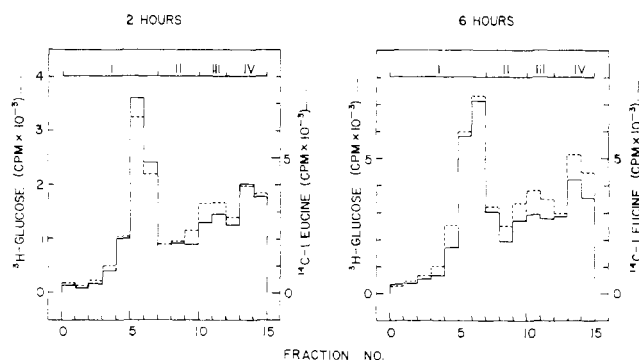 2 HOURS
6 HOURS
I II III IV
I II III IV
4
3
2
1
0
5
0
5
0
5
0
0 5 10 15
0 5 10 15
³H-GLUCOSE (CPM × 10⁻³)
¹⁴C-L EUCINE (CPM × 10⁻³)
³H-GLUCOSE (CPM × 10⁻³)
¹⁴C-L EUCINE (CPM × 10⁻³)
FRACTION NO.